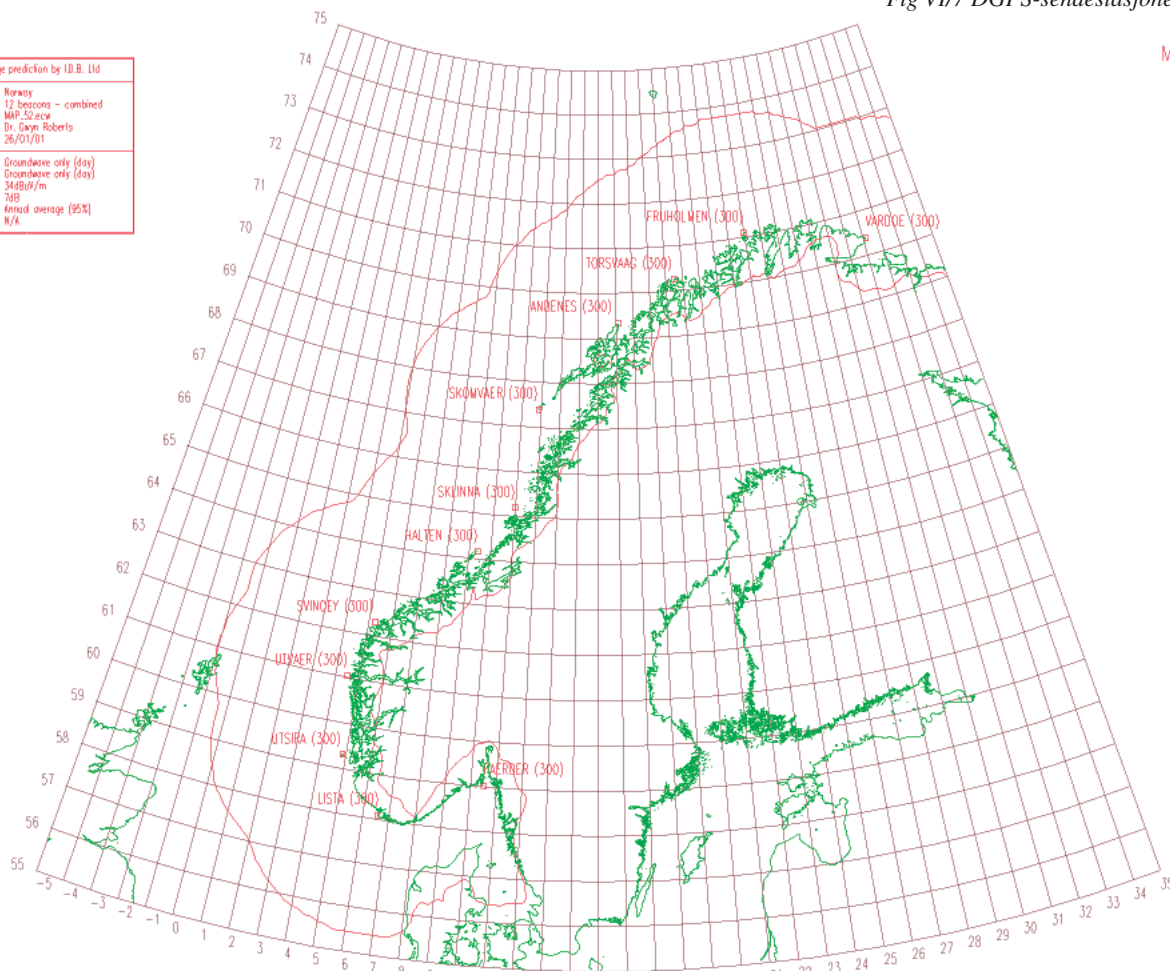 Fig VI/7 DGPS-sendestasjone
M
75
74
73
72
71
70
69
68
67
66
65
64
63
62
61
60
59
58
57
56
55
ge prediction by I.D.B. Ltd
Norway
12 beacons - combined
MAP_52.ecw
Dr. Gwyn Roberts
26/01/01
Groundwave only (day)
Groundwave only (day)
34dBuV/m
7dB
Annual average (95%)
N/A
FRUHOLMEN (300)
VARDOE (300)
TORSVAAG (300)
ANDENES (300)
SKOMVAER (300)
SKLINNA (300)
HALTEN (300)
SVINOEY (300)
UTVAER (300)
UTSIRA (300)
FAERDER (300)
LISTA (300)
-5 -4 -3 -2 -1 0 1 2 3 4 5 6 7 8 22 23 24 25 26 27 28 29 30 31 32 33 34 35